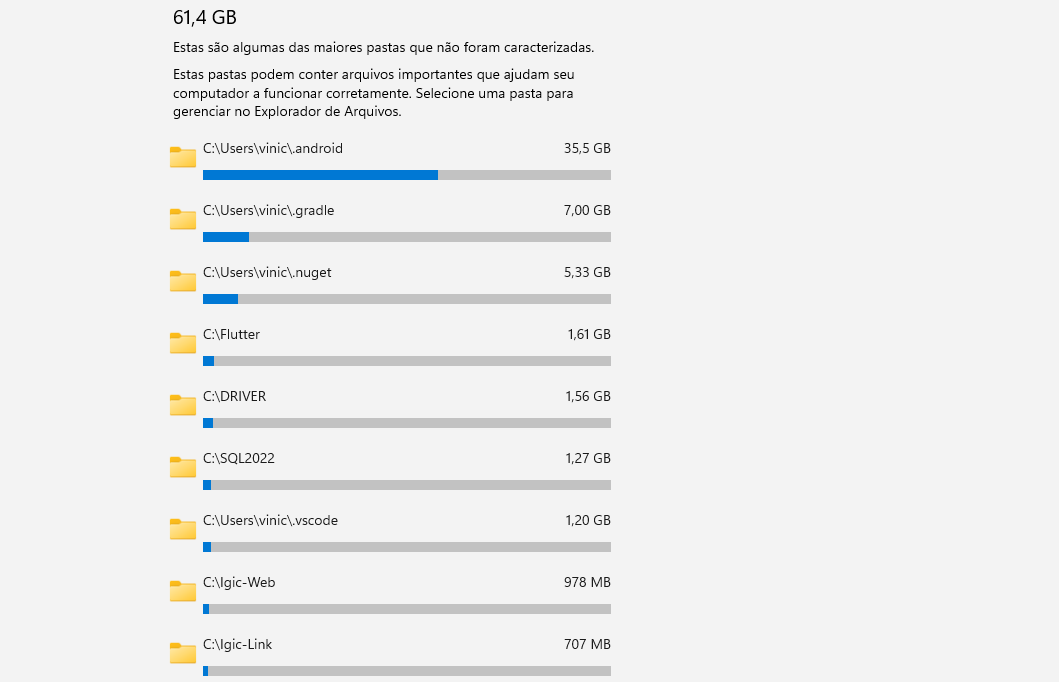 61,4 GB
Estas são algumas das maiores pastas que não foram caracterizadas.
Estas pastas podem conter arquivos importantes que ajudam seu
computador a funcionar corretamente. Selecione uma pasta para
gerenciar no Explorador de Arquivos.
C:\Users\vinic\.android 35,5 GB
C:\Users\vinic\.gradle 7,00 GB
C:\Users\vinic\.nuget 5,33 GB
C:\Flutter 1,61 GB
C:\DRIVER 1,56 GB
C:\SQL2022 1,27 GB
C:\Users\vinic\.vscode 1,20 GB
C:\Igic-Web 978 MB
C:\Igic-Link 707 MB